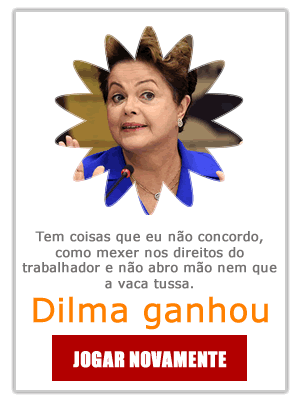 Tem coisas que eu não concordo,
como mexer nos direitos do
trabalhador e não abro mão nem que
a vaca tussa.
Dilma ganhou
JOGAR NOVAMENTE